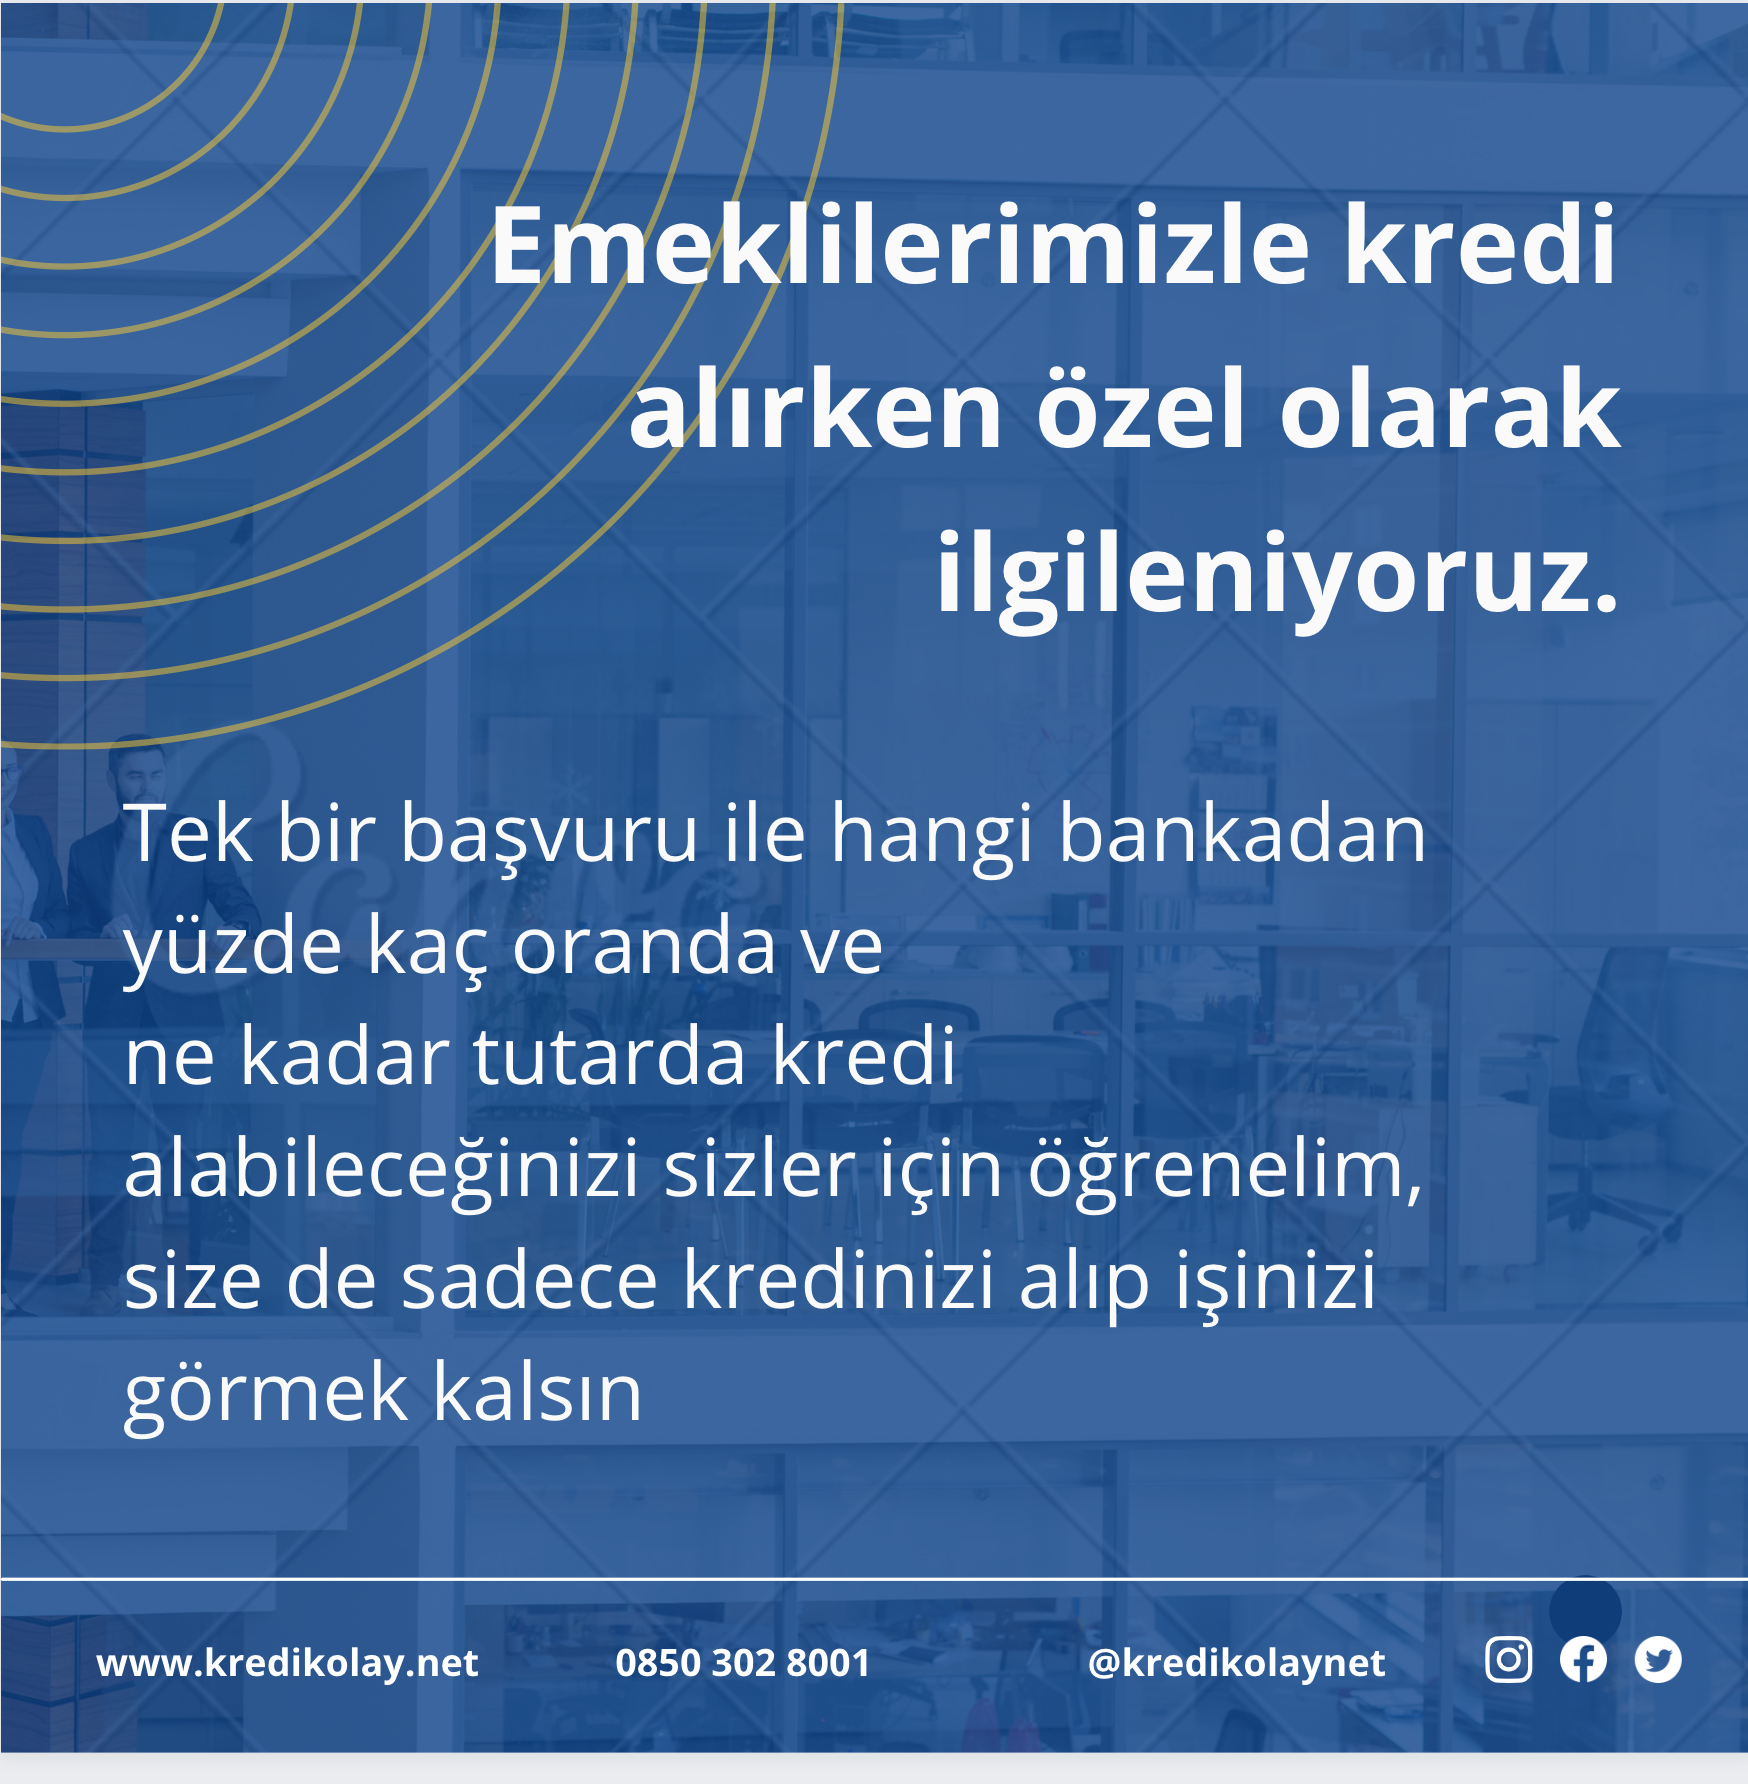 Emeklilerimizle kredi
alırken özel olarak
ilgileniyoruz.
Tek bir başvuru ile hangi bankadan
yüzde kaç oranda ve
ne kadar tutarda kredi
alabileceğinizi sizler için öğrenelim,
size de sadece kredinizi alıp işinizi
görmek kalsın
www.kredikolay.net 0850 302 8001 @kredikolaynet